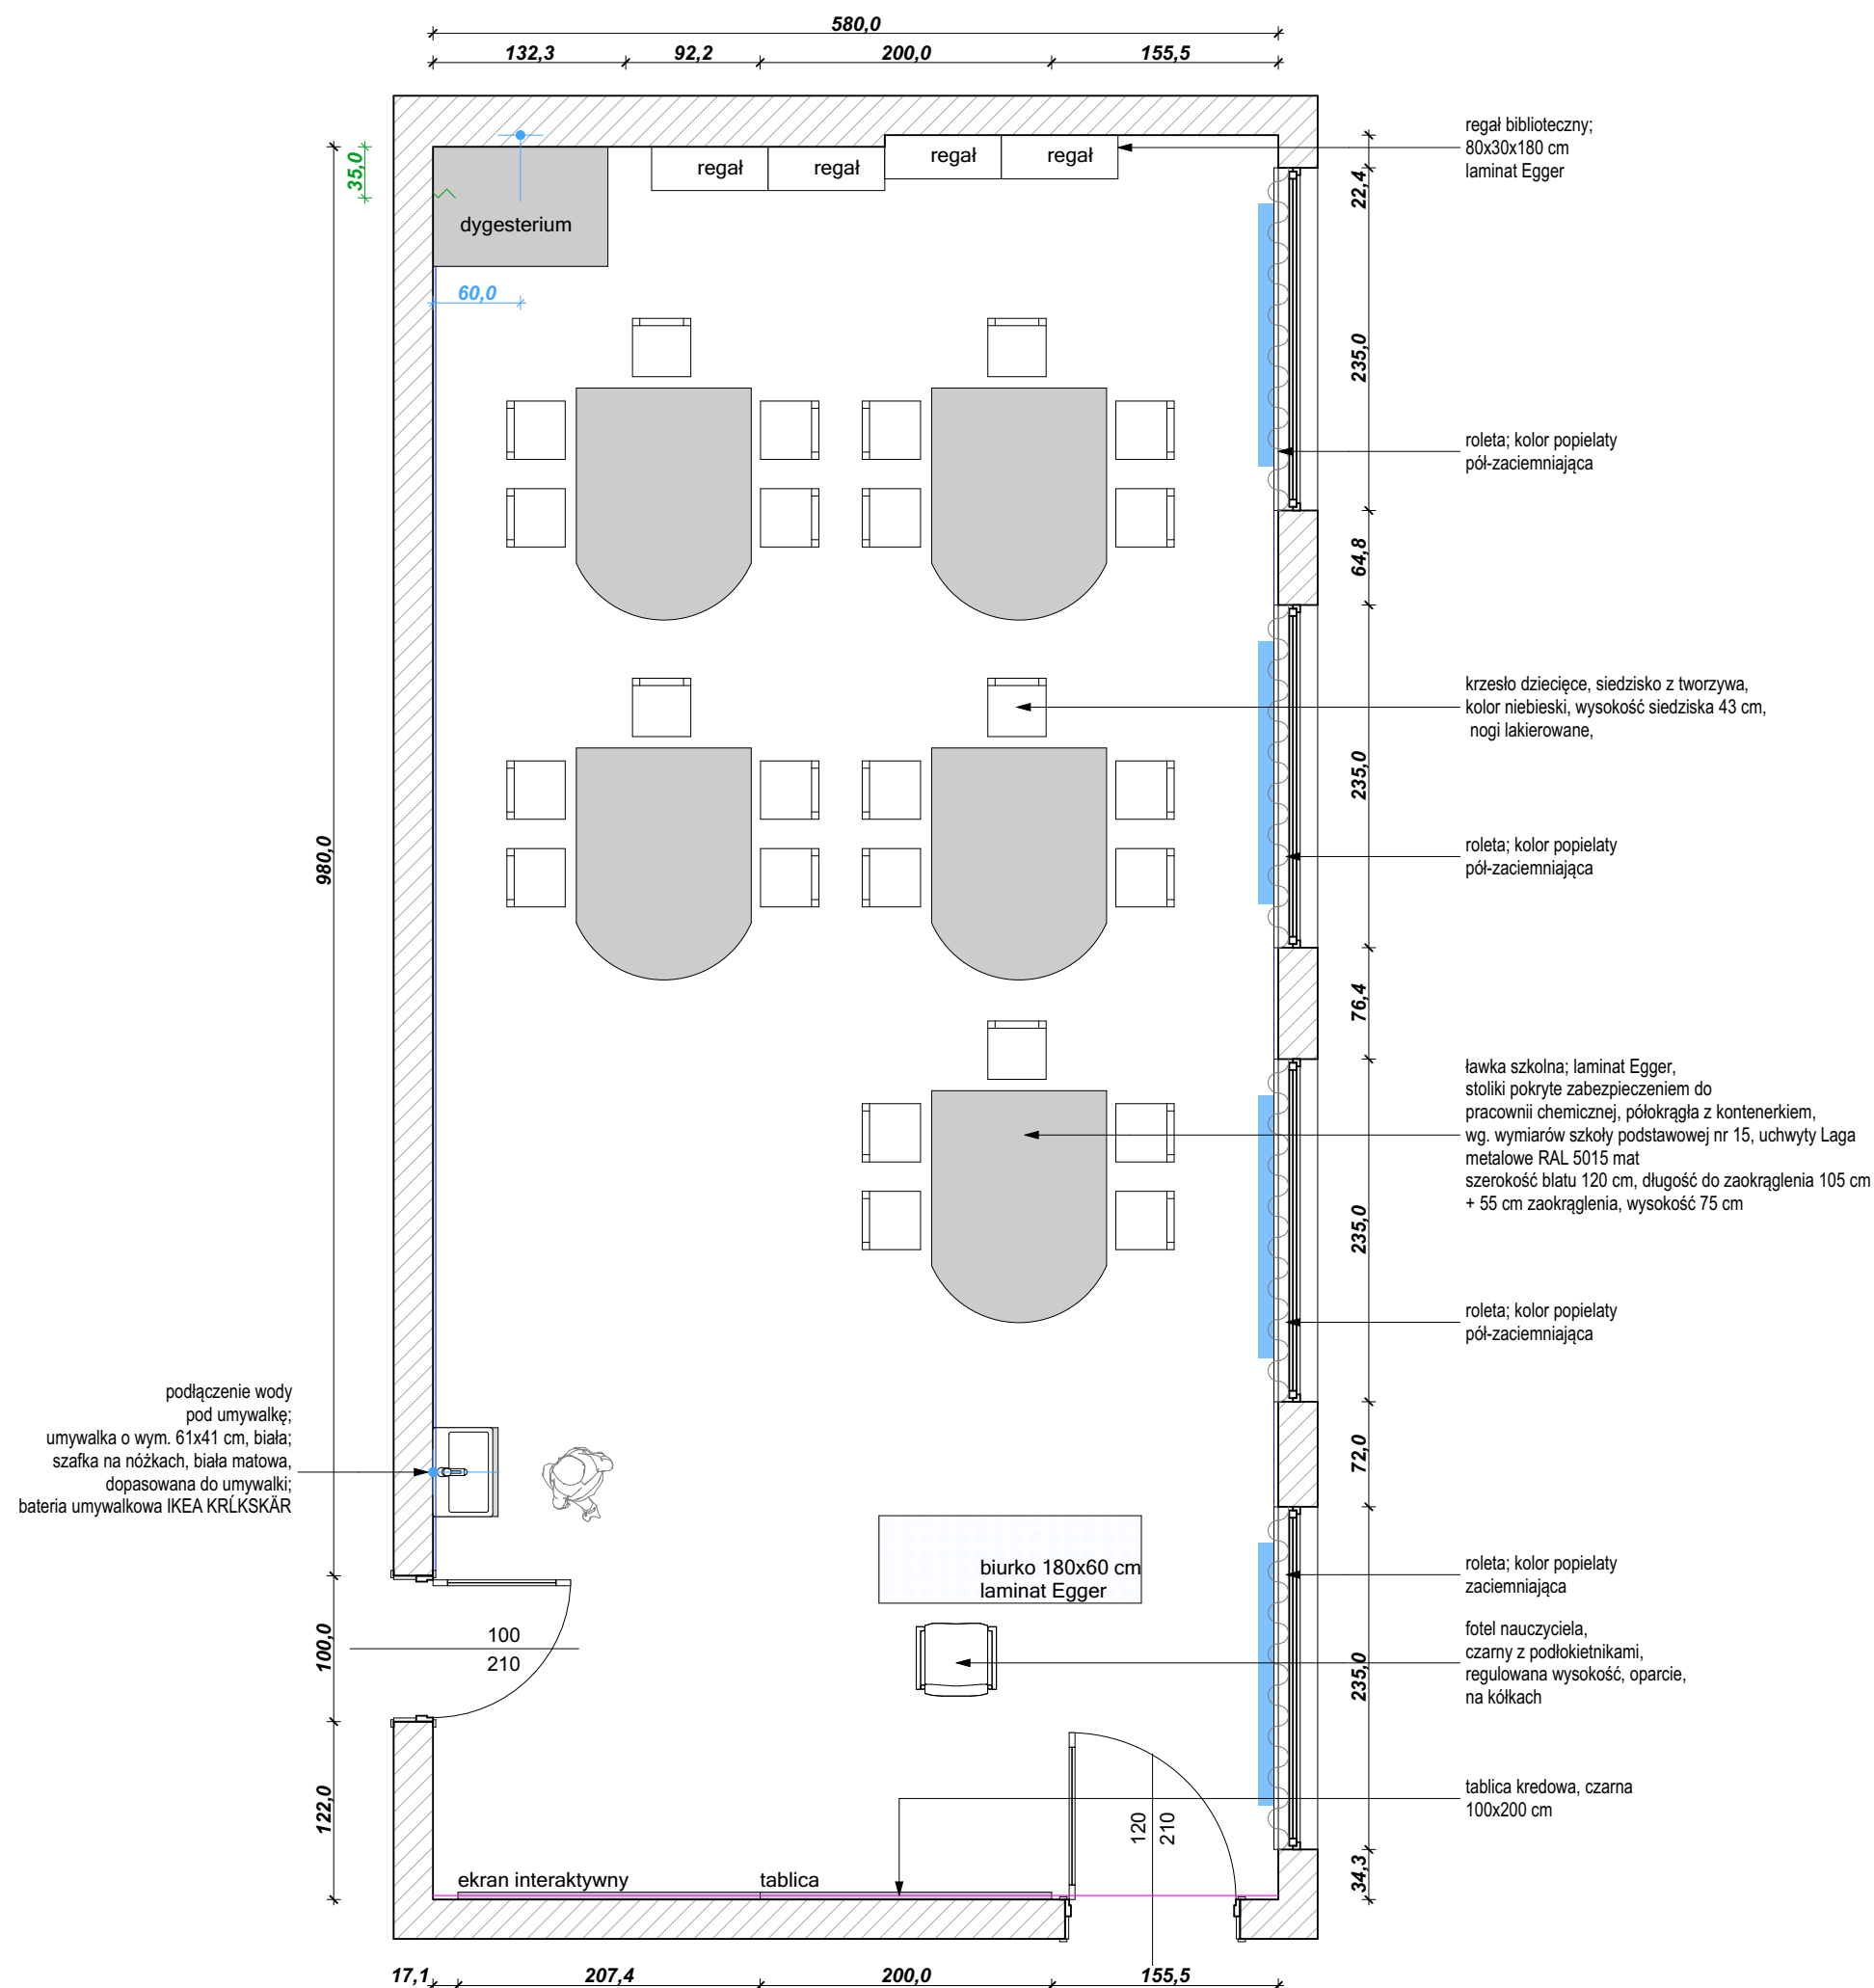 580,0
132,3
92,2
200,0
155,5
regał biblioteczny;
80x30x180 cm
laminat Egger
regał
regał
regał
regał
35,0
22,4
dygesterium
60,0
235,0
roleta; kolor popielaty
pół-zaciemniająca
64,8
krzesło dziecięce, siedzisko z tworzywa,
kolor niebieski, wysokość siedziska 43 cm,
nogi lakierowane,
235,0
980,0
roleta; kolor popielaty
pół-zaciemniająca
76,4
ławka szkolna; laminat Egger,
stoliki pokryte zabezpieczeniem do
pracownii chemicznej, półokrągła z kontenerkiem,
wg. wymiarów szkoły podstawowej nr 15, uchwyty Laga
metalowe RAL 5015 mat
szerokość blatu 120 cm, długość do zaokrąglenia 105 cm
+ 55 cm zaokrąglenia, wysokość 75 cm
235,0
roleta; kolor popielaty
pół-zaciemniająca
podłączenie wody
pod umywalkę;
umywalka o wym. 61x41 cm, biała;
szafka na nóżkach, biała matowa,
dopasowana do umywalki;
bateria umywalkowa IKEA KRĹKSKÄR
72,0
biurko 180x60 cm
laminat Egger
roleta; kolor popielaty
zaciemniająca
100,0
100
210
fotel nauczyciela,
czarny z podłokietnikami,
regulowana wysokość, oparcie,
na kółkach
235,0
122,0
120
210
tablica kredowa, czarna
100x200 cm
ekran interaktywny
tablica
34,3
17,1
207,4
200,0
155,5